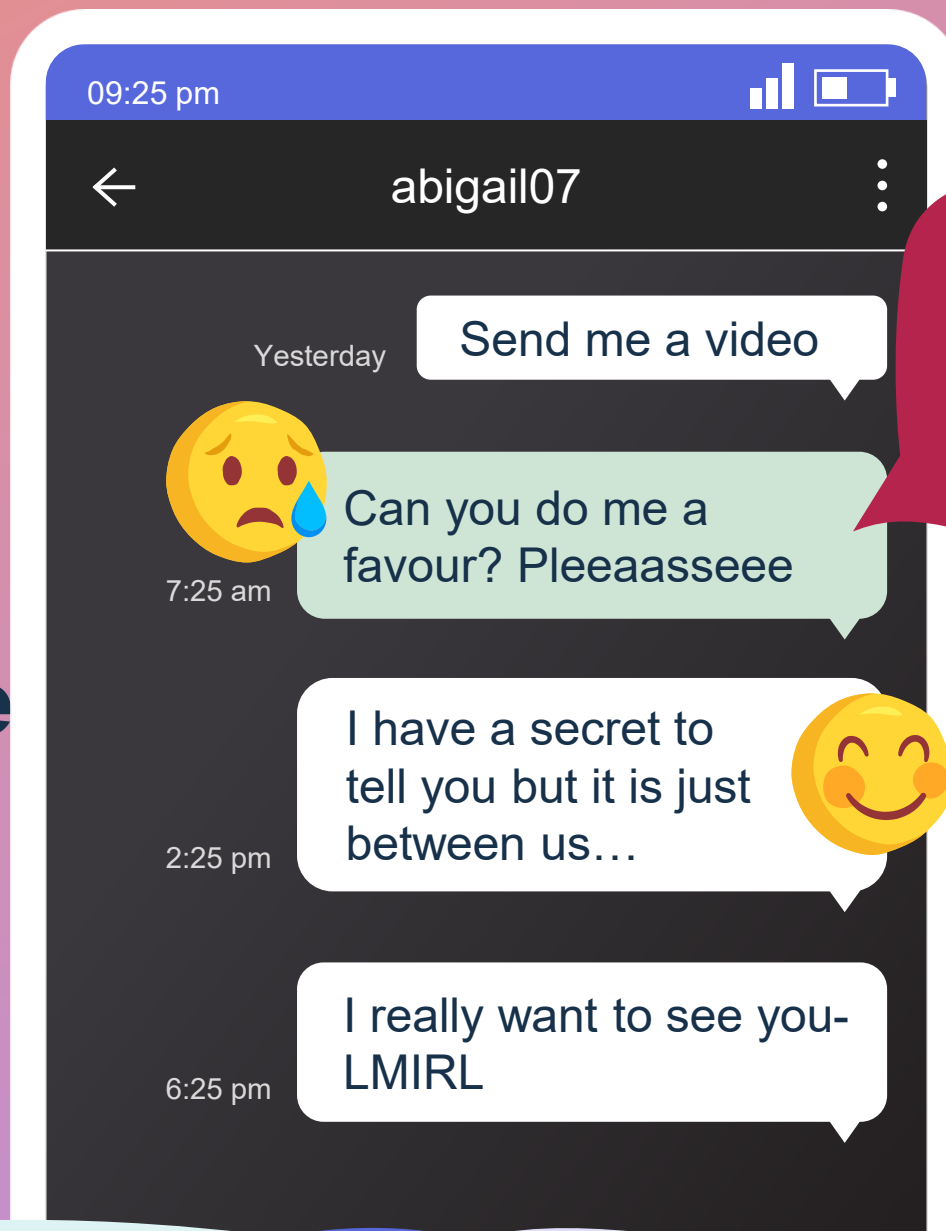 09:25 pm
abigail07
Yesterday
Send me a video
Can you do me a
favour? Pleeaasseee
7:25 am
I have a secret to
tell you but it is just
between us…
2:25 pm
I really want to see you-
LMIRL
6:25 pm